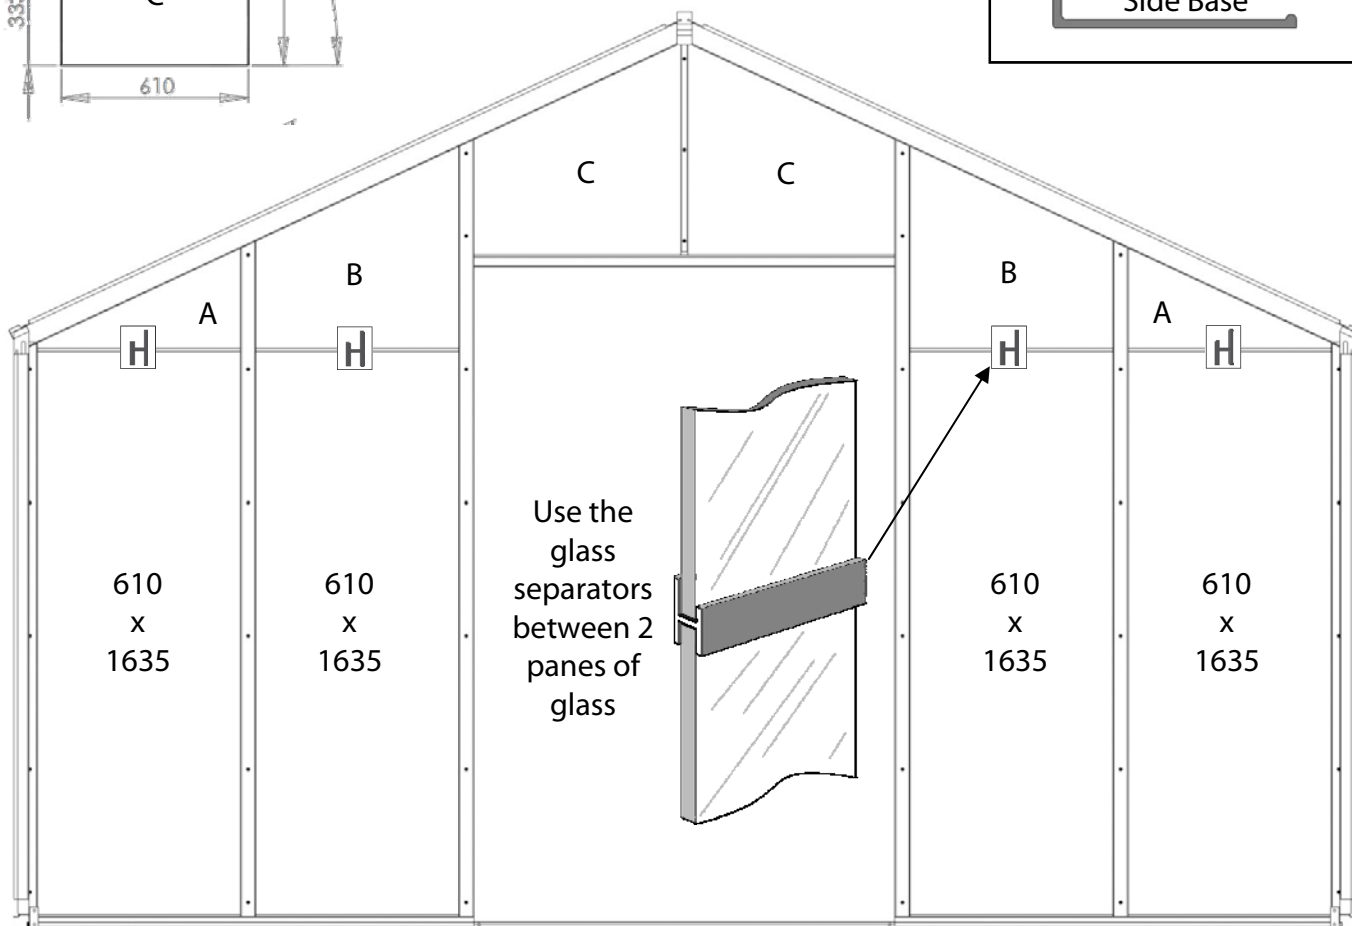 Side Base
610
C
C
B
B
A
A
H
H
H
H
Use the
glass
separators
between 2
panes of
glass
610
x
1635
610
x
1635
610
x
1635
610
x
1635